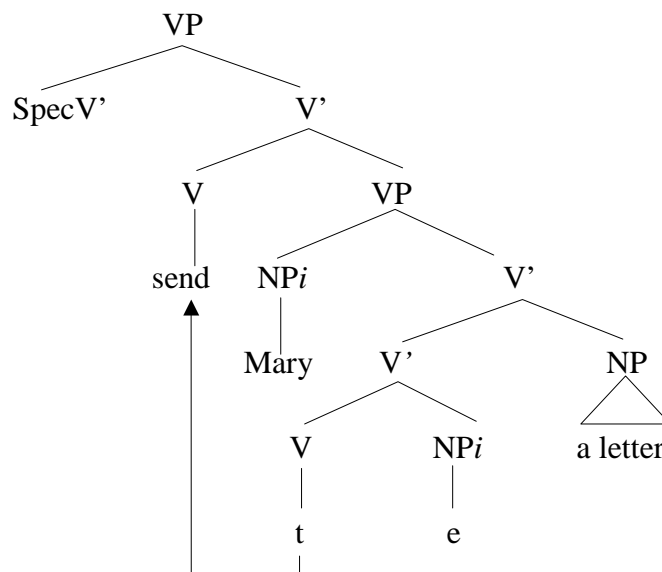 VP
SpecV’ V’
V VP
send NPi V’
Mary V’ NP
V NPi a letter
t e